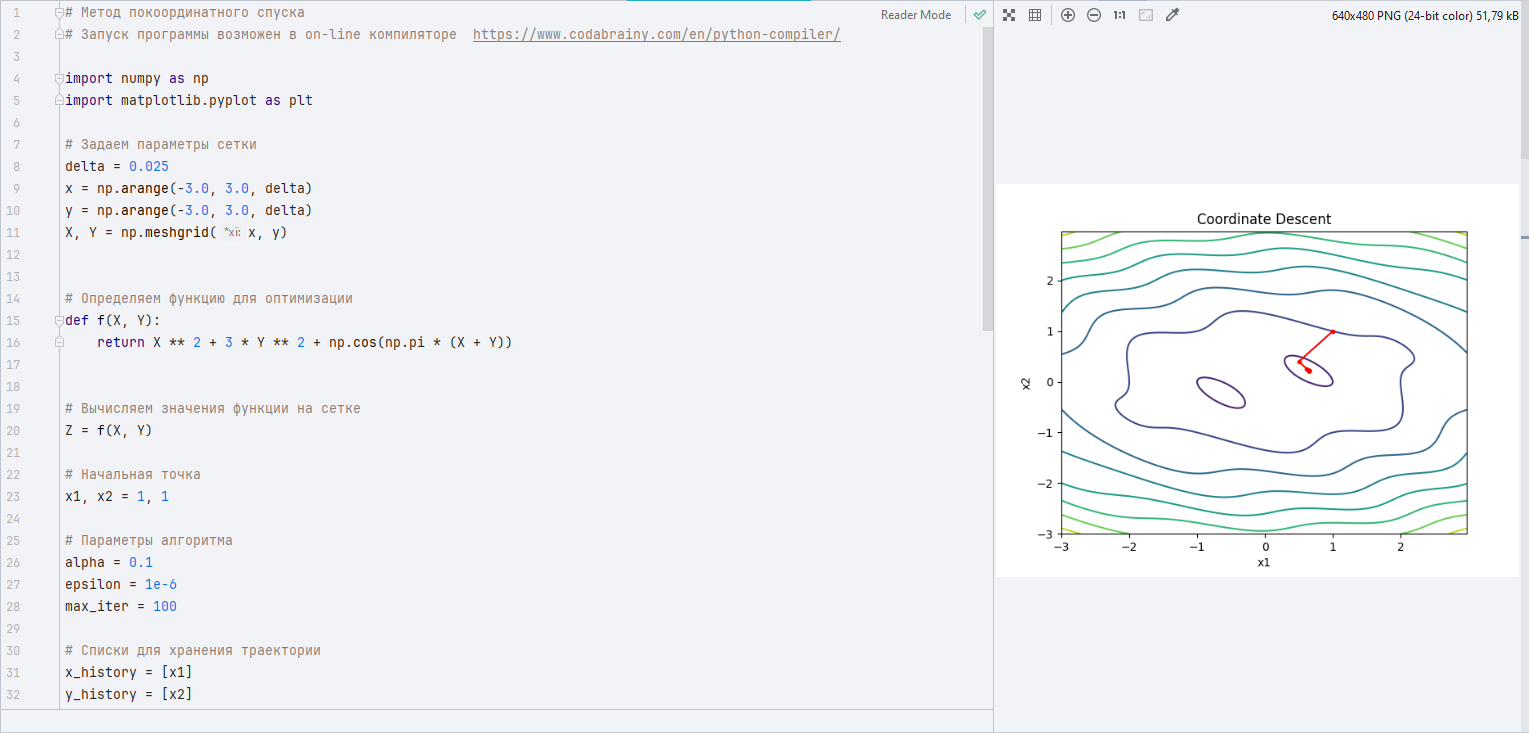 1 # Метод покоординатного спуска
2 # Запуск программы возможен в on-line компиляторе https://www.codabrainy.com/en/python-compiler/
3
4 import numpy as np
5 import matplotlib.pyplot as plt
6
7 # Задаем параметры сетки
8 delta = 0.025
9 x = np.arange(-3.0, 3.0, delta)
10 y = np.arange(-3.0, 3.0, delta)
11 X, Y = np.meshgrid( *xi: x, y)
12
13
14 # Определяем функцию для оптимизации
15 def f(X, Y):
16 return X ** 2 + 3 * Y ** 2 + np.cos(np.pi * (X + Y))
17
18
19 # Вычисляем значения функции на сетке
20 Z = f(X, Y)
21
22 # Начальная точка
23 x1, x2 = 1, 1
24
25 # Параметры алгоритма
26 alpha = 0.1
27 epsilon = 1e-6
28 max_iter = 100
29
30 # Списки для хранения траектории
31 x_history = [x1]
32 y_history = [x2]
Reader Mode
1:1
640x480 PNG (24-bit color) 51,79 kB
Coordinate Descent
2
1
0
−1
−2
−3
x2
−3 −2 −1 0 1 2
x1